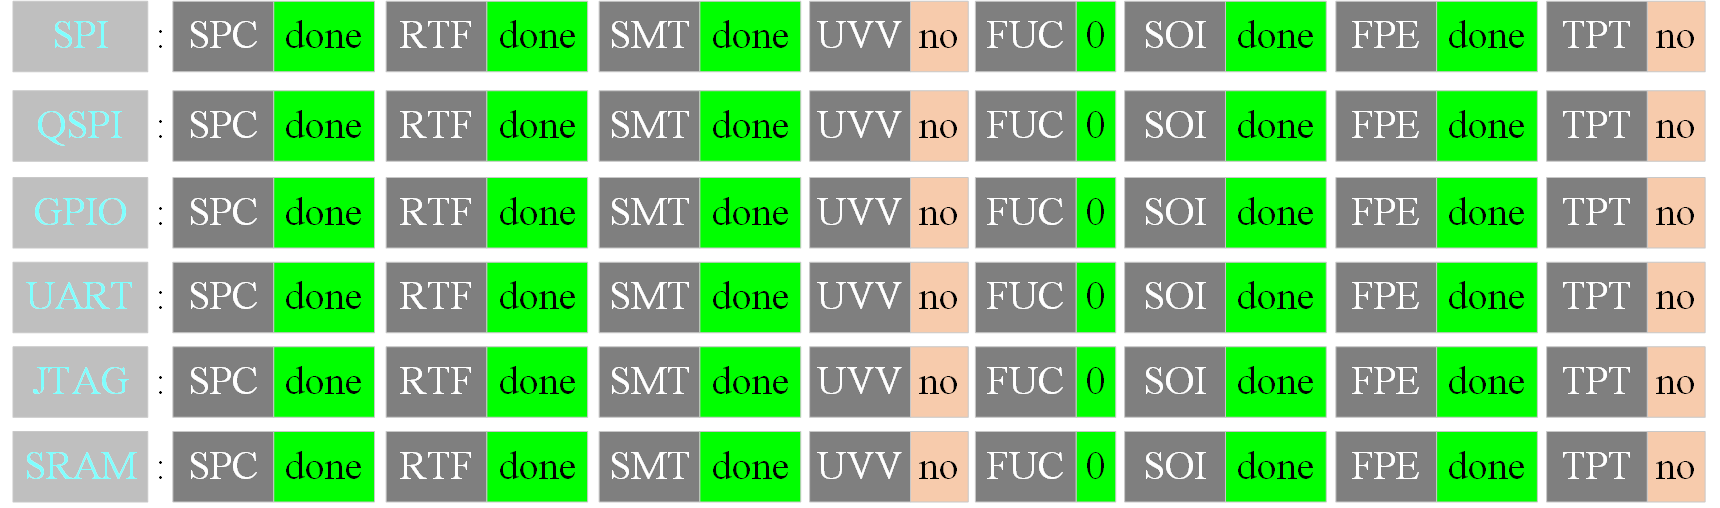 SPI : SPC done RTF done SMT done UVV no FUC 0 SOI done FPE done TPT no
QSPI : SPC done RTF done SMT done UVV no FUC 0 SOI done FPE done TPT no
GPIO : SPC done RTF done SMT done UVV no FUC 0 SOI done FPE done TPT no
UART : SPC done RTF done SMT done UVV no FUC 0 SOI done FPE done TPT no
JTAG : SPC done RTF done SMT done UVV no FUC 0 SOI done FPE done TPT no
SRAM : SPC done RTF done SMT done UVV no FUC 0 SOI done FPE done TPT no